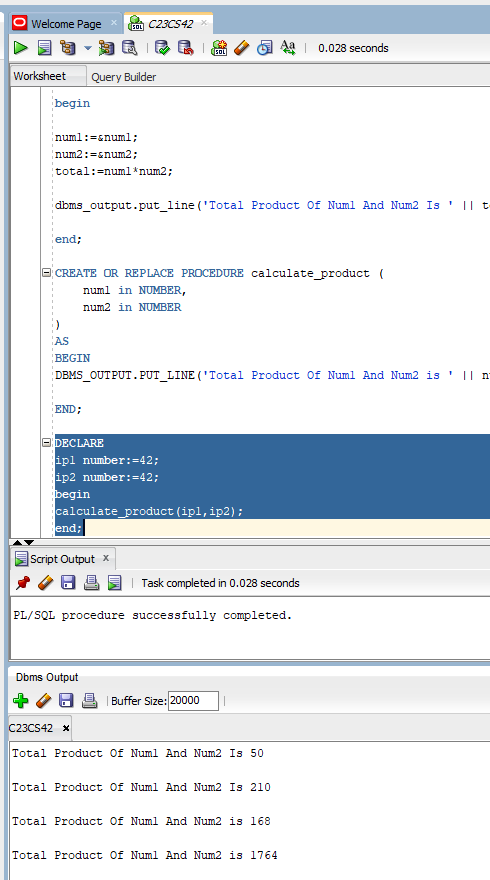 Welcome Page
C23CS42
SQL
0.028 seconds
Worksheet
Query Builder
begin
num1:=&num1;
num2:=&num2;
total:=num1*num2;
dbms_output.put_line('Total Product Of Num1 And Num2 Is ' ||
end;
CREATE OR REPLACE PROCEDURE calculate_product (
num1 in NUMBER,
num2 in NUMBER
)
AS
BEGIN
DBMS_OUTPUT.PUT_LINE('Total Product Of Num1 And Num2 is ' ||
END;
DECLARE
ip1 number:=42;
ip2 number:=42;
begin
calculate_product(ip1,ip2);
end;
Script Output
Task completed in 0.028 seconds
PL/SQL procedure successfully completed.
Dbms Output
Buffer Size: 20000
C23CS42
Total Product Of Num1 And Num2 Is 50
Total Product Of Num1 And Num2 Is 210
Total Product Of Num1 And Num2 is 168
Total Product Of Num1 And Num2 is 1764